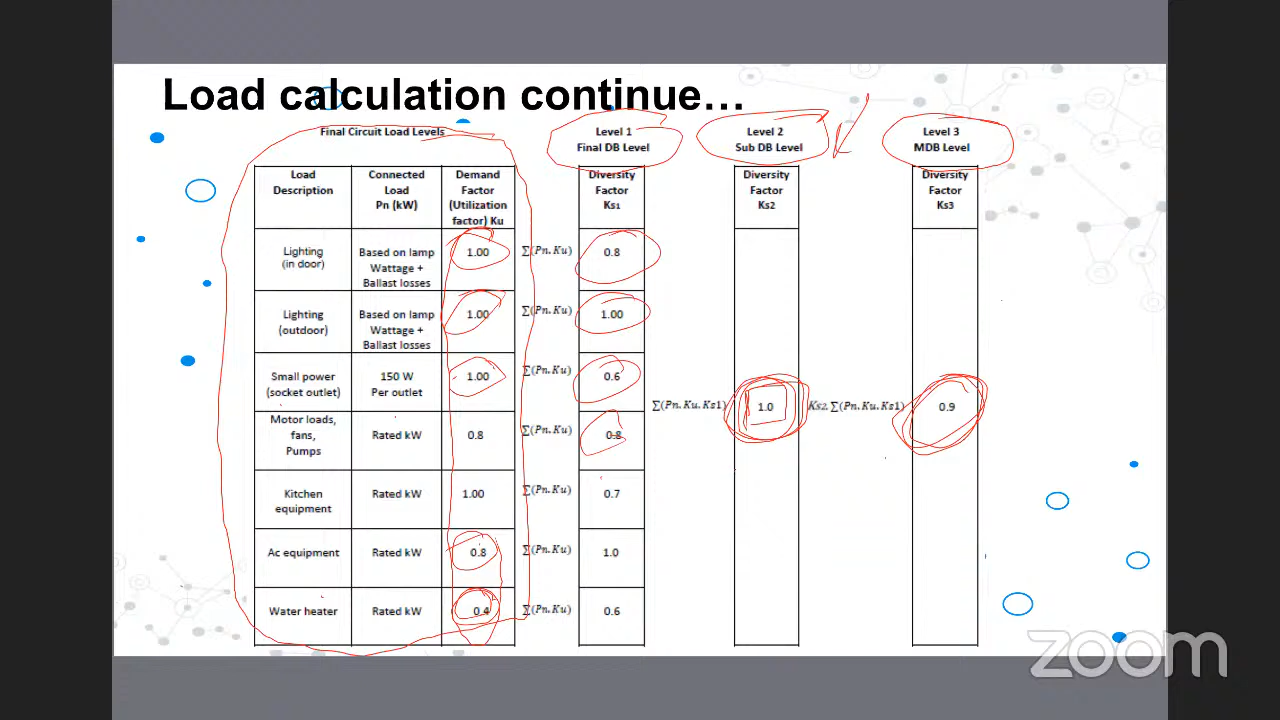 Load calculation continue...
Final Circuit Load Levels
Level 1
Final DB Level
Level 2
Sub DB Level
Level 3
MDB Level
Load
Description
Connected
Load
Pn (kW)
Demand
Factor
(Utilization
factor) Ku
Diversity
Factor
Ks1
Diversity
Factor
Ks2
Diversity
Factor
Ks3
Lighting
(in door)
Based on lamp
Wattage +
Ballast losses
1.00
∑(Pn.Ku)
0.8
Lighting
(outdoor)
Based on lamp
Wattage +
Ballast losses
1.00
∑(Pn.Ku)
1.00
Small power
(socket outlet)
150 W
Per outlet
1.00
∑(Pn.Ku)
0.6
∑(Pn.Ku.Ks1)
1.0
Ks2.∑(Pn.Ku.Ks1)
0.9
Motor loads,
fans,
Pumps
Rated kW
0.8
∑(Pn.Ku)
0.8
Kitchen
equipment
Rated kW
1.00
∑(Pn.Ku)
0.7
Ac equipment
Rated kW
0.8
∑(Pn.Ku)
1.0
Water heater
Rated kW
0.4
∑(Pn.Ku)
0.6
zoom